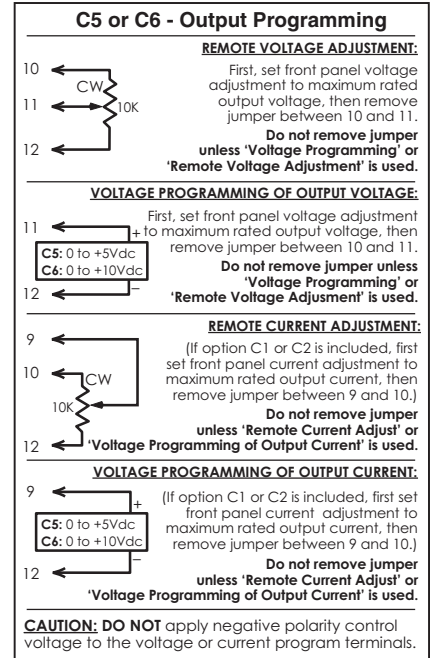 C5 or C6 - Output Programming
REMOTE VOLTAGE ADJUSTMENT:
10
CW
11
10K
12
First, set front panel voltage
adjustment to maximum rated
output voltage, then remove
jumper between 10 and 11.
Do not remove jumper
unless 'Voltage Programming' or
'Remote Voltage Adjustment' is used.
VOLTAGE PROGRAMMING OF OUTPUT VOLTAGE:
11
+
C5: 0 to +5Vdc
C6: 0 to +10Vdc
12
–
First, set front panel voltage adjustment
to maximum rated output voltage, then
remove jumper between 10 and 11.
Do not remove jumper unless
'Voltage Programming' or
'Remote Voltage Adjusment' is used.
REMOTE CURRENT ADJUSTMENT:
9
10
CW
10K
12
(If option C1 or C2 is included, first
set front panel current adjustment to
maximum rated output current, then
remove jumper between 9 and 10.)
Do not remove jumper
unless 'Remote Current Adjust' or
'Voltage Programming of Output Current' is used.
VOLTAGE PROGRAMMING OF OUTPUT CURRENT:
9
+
C5: 0 to +5Vdc
C6: 0 to +10Vdc
12
–
(If option C1 or C2 is included, first set
front panel current adjustment to
maximum rated output current, then
remove jumper between 9 and 10.)
Do not remove jumper
unless 'Remote Current Adjust' or
'Voltage Programming of Output Current' is used.
CAUTION: DO NOT apply negative polarity control
voltage to the voltage or current program terminals.